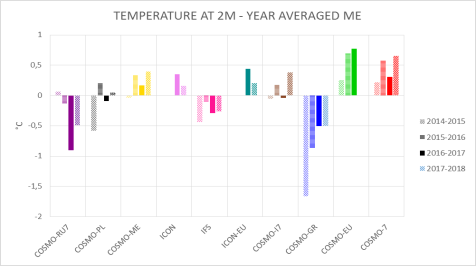 TEMPERATURE AT 2M - YEAR AVERAGED ME
1
0,5
0
-0,5
-1
-1,5
-2
°C
COSMO-RU7
COSMO-PL
COSMO-ME
ICON
IFS
ICON-EU
COSMO-I7
COSMO-GR
COSMO-EU
COSMO-7
2014-2015
2015-2016
2016-2017
2017-2018